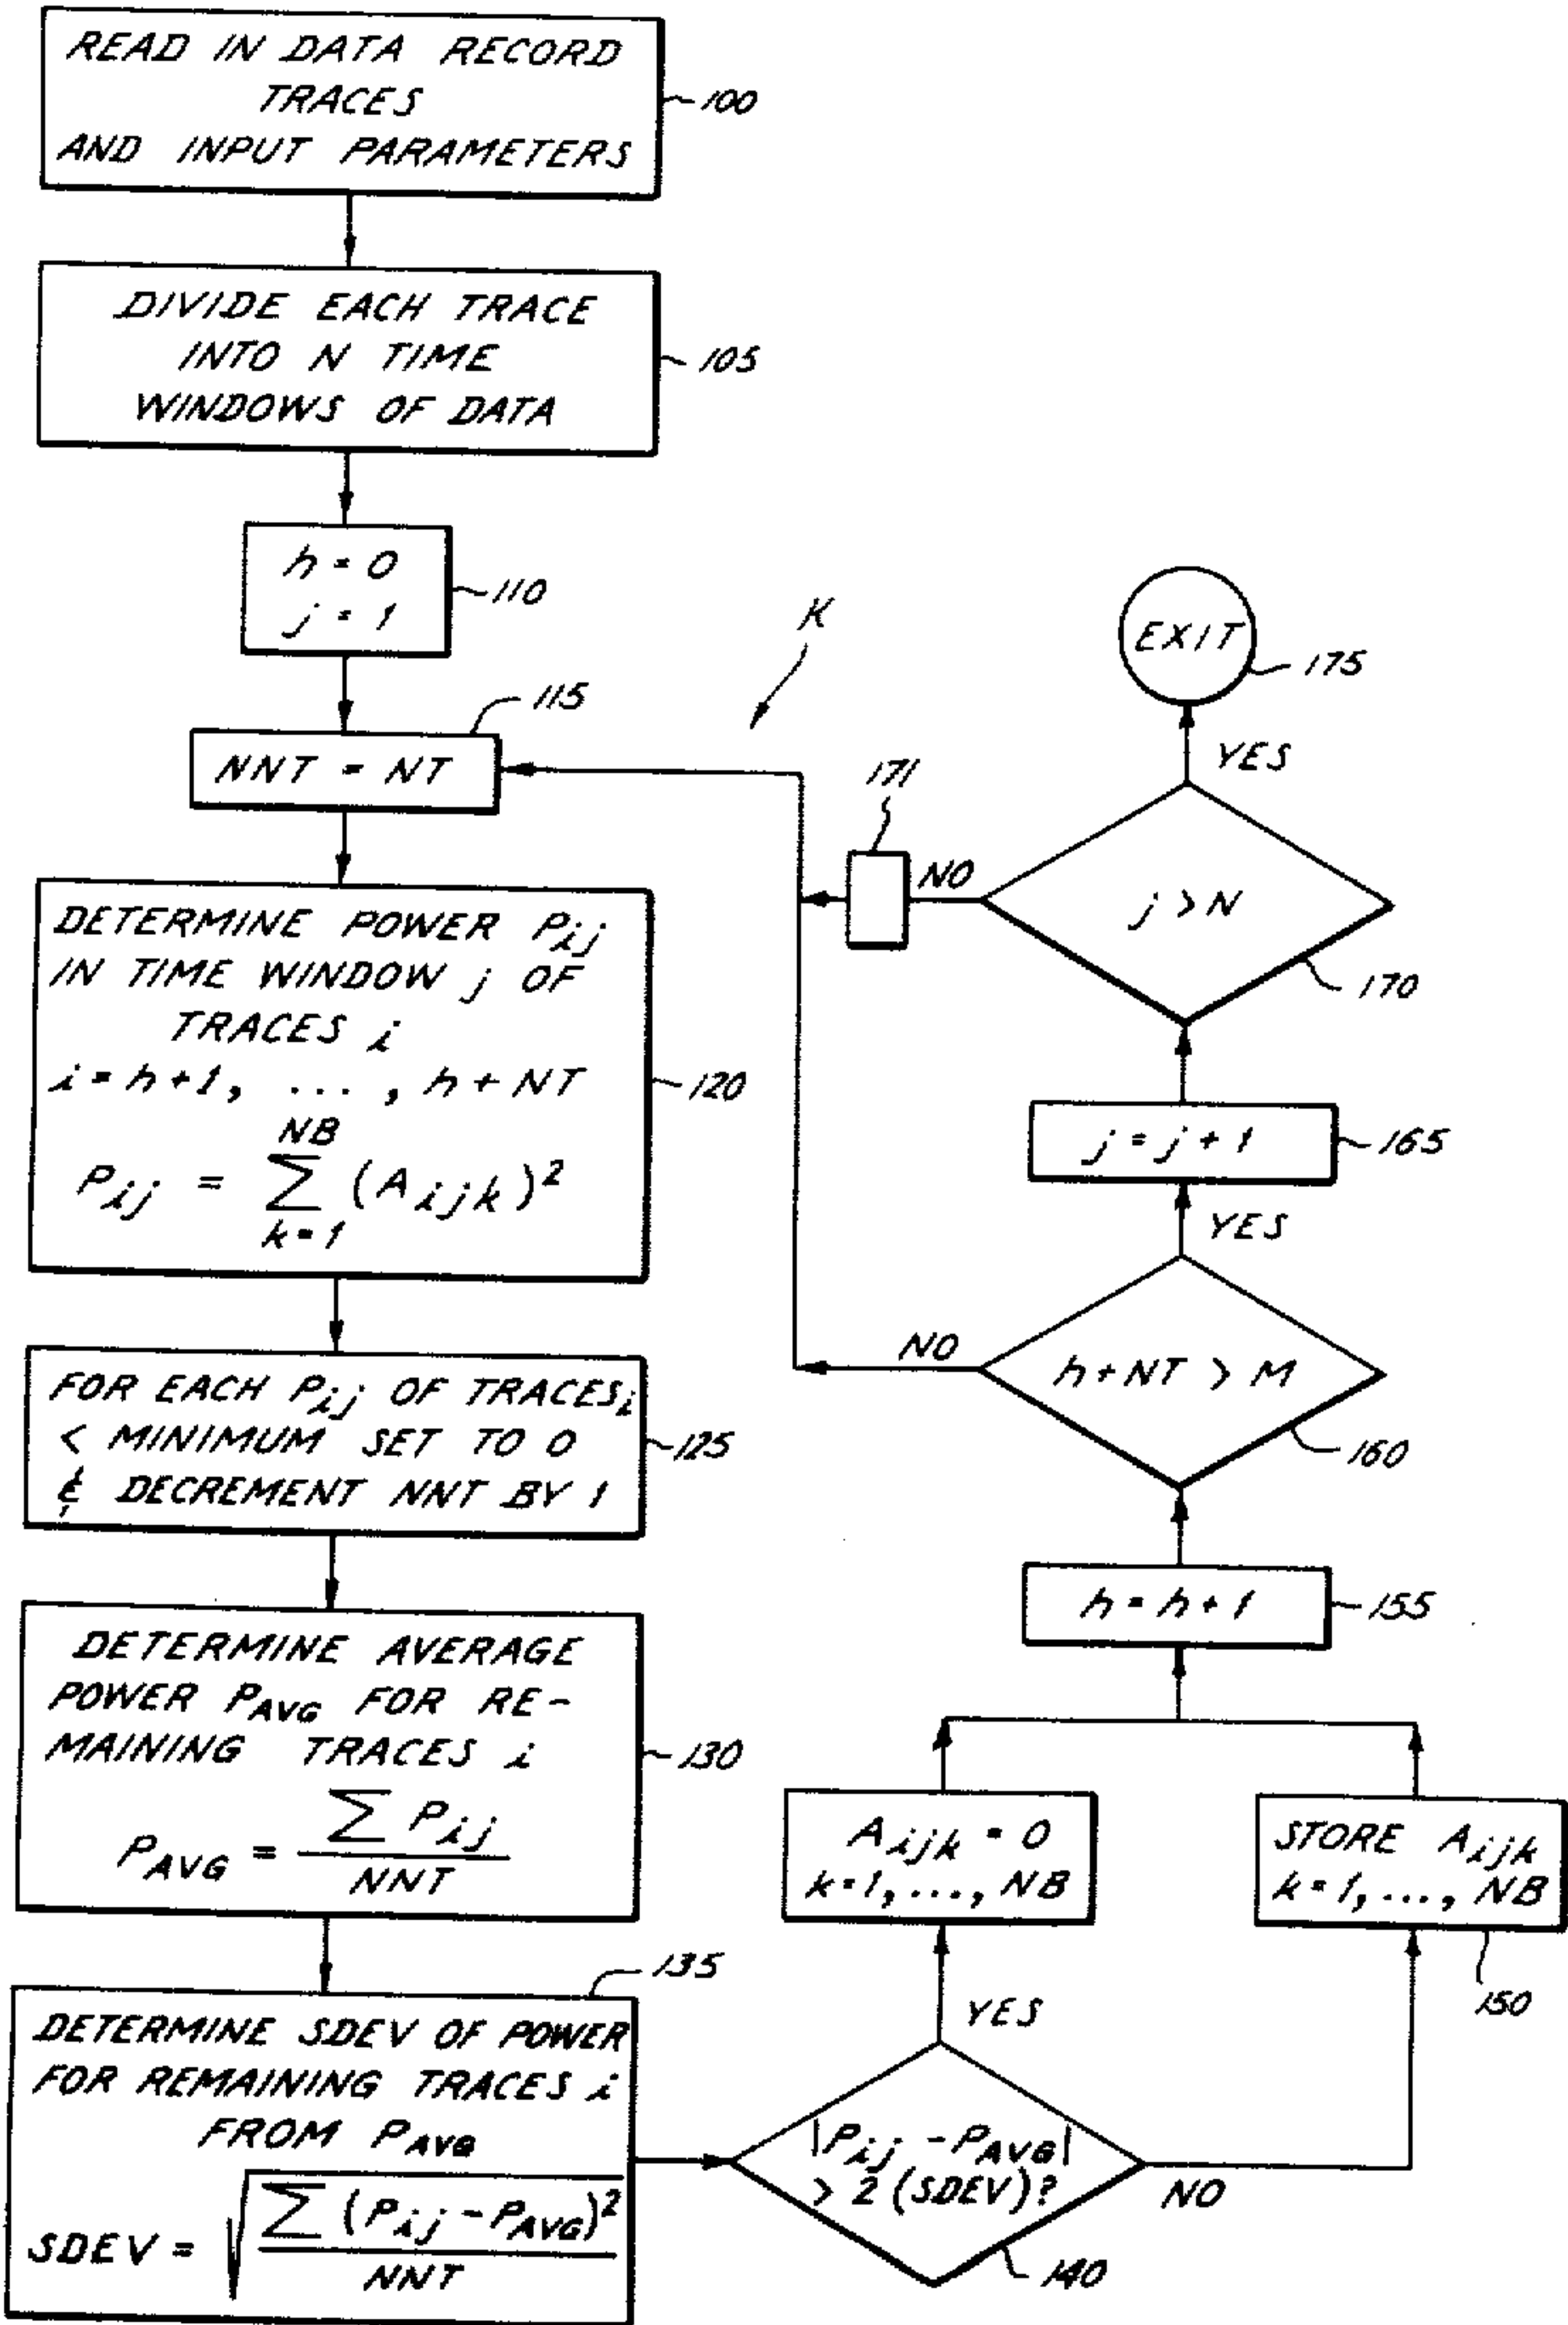 READ IN DATA RECORD
TRACES
AND INPUT PARAMETERS
100
DIVIDE EACH TRACE
INTO N TIME
WINDOWS OF DATA
105
h = 0
j = 1
110
115
NNT = NT
DETERMINE POWER Pij
IN TIME WINDOW j OF
TRACES i
i = h+1, ..., h+NT
NB
Pij = ∑ (Aijk)²
k=1
120
FOR EACH Pij OF TRACES i
< MINIMUM SET TO 0
& DECREMENT NNT BY 1
125
DETERMINE AVERAGE
POWER PAVG FOR RE-
MAINING TRACES i
PAVG = ∑ Pij
NNT
130
135
DETERMINE SDEV OF POWER
FOR REMAINING TRACES i
FROM PAVG
SDEV = √ ∑ (Pij - PAVG)²
NNT
|Pij - PAVG|
> 2 (SDEV)?
140
YES
NO
Aijk = 0
k=1, ..., NB
STORE Aijk
k=1, ..., NB
150
h = h+1
155
h+NT > M
160
NO
YES
j = j+1
165
j > N
170
NO
171
YES
EXIT
175
K